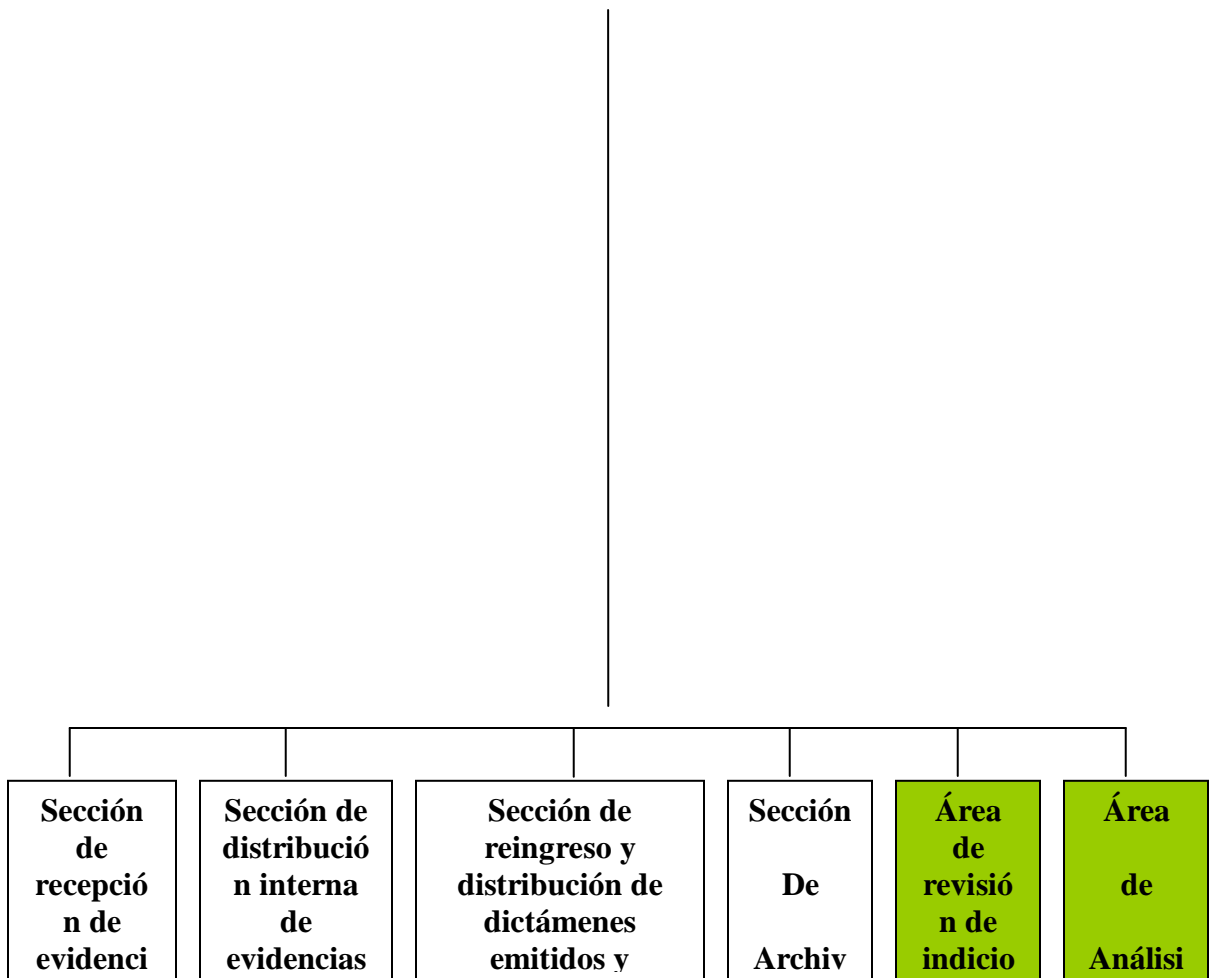 Sección
de
recepció
n de
evidenci
Sección de
distribució
n interna
de
evidencias
Sección de
reingreso y
distribución de
dictámenes
emitidos y
Sección
De
Archiv
Área
de
revisió
n de
indicio
Área
de
Análisi